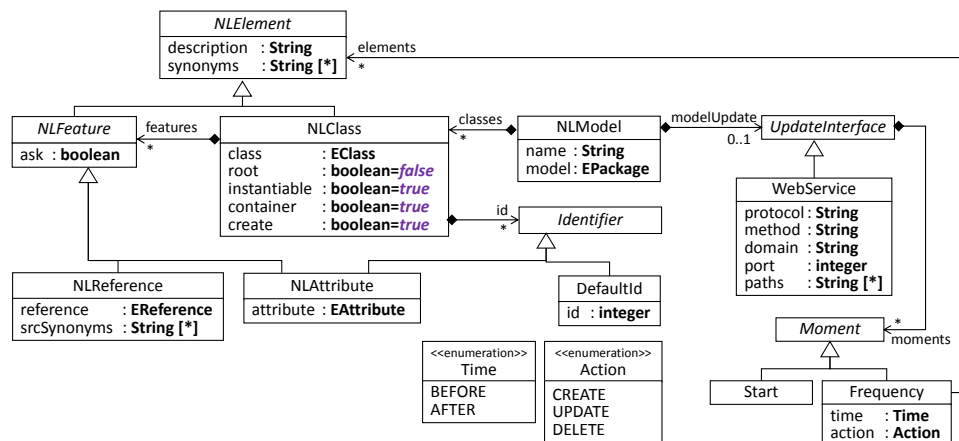 NLElement
description : String
synonyms : String [*]
elements
*
NLFeature
ask : boolean
features
*
NLClass
class : EClass
root : boolean=false
instantiable : boolean=true
container : boolean=true
create : boolean=true
classes
*
NLModel
name : String
model : EPackage
modelUpdate
0..1
UpdateInterface
WebService
protocol : String
method : String
domain : String
port : integer
paths : String [*]
id
*
Identifier
NLReference
reference : EReference
srcSynonyms : String [*]
NLAttribute
attribute : EAttribute
DefaultId
id : integer
Moment
*
moments
<<enumeration>>
Time
BEFORE
AFTER
<<enumeration>>
Action
CREATE
UPDATE
DELETE
Start
Frequency
time : Time
action : Action